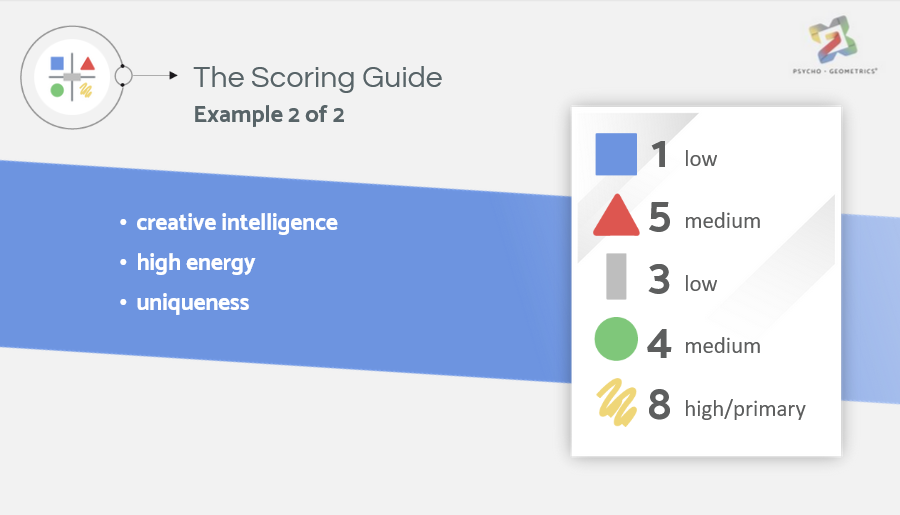 The Scoring Guide
Example 2 of 2
PSYCHO - GEOMETRICS™
• creative intelligence
• high energy
• uniqueness
1 low
5 medium
3 low
4 medium
8 high/primary